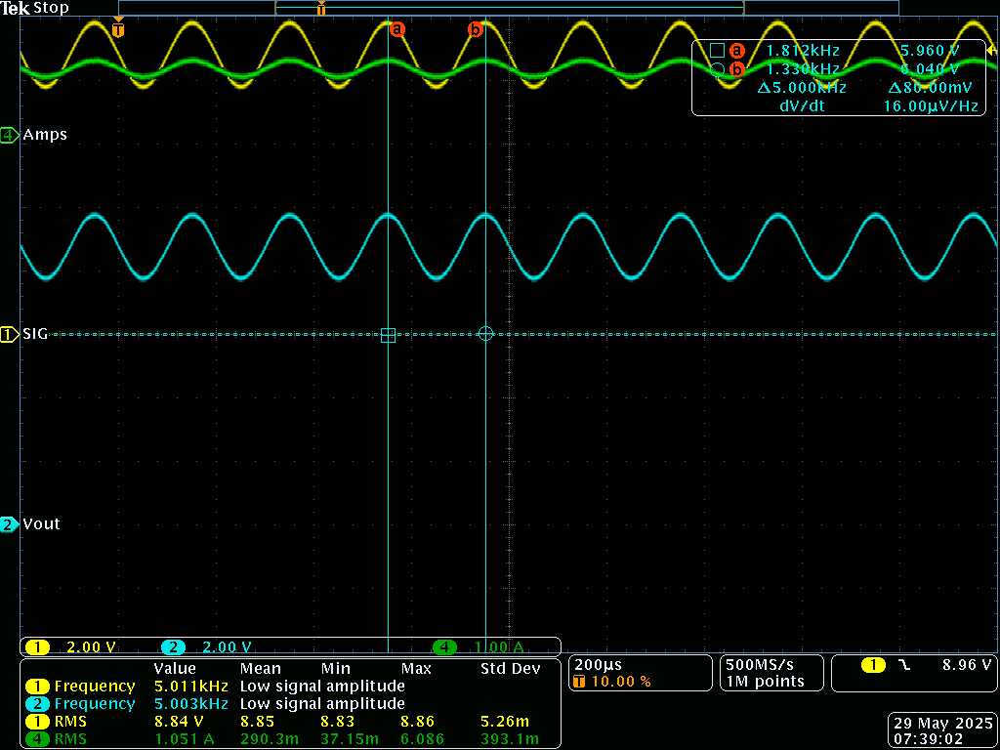 Tek Stop
T
T
a b
a 1.812kHz 5.960 V
b 1.330kHz 6.040 V
Δ5.000kHz Δ80.00mV
dV/dt 16.00µV/Hz
4 Amps
1 SIG
2 Vout
1 2.00 V 2 2.00 V 4 1.00 A
Value Mean Min Max Std Dev
1 Frequency 5.011kHz Low signal amplitude
2 Frequency 5.003kHz Low signal amplitude
1 RMS 8.84 V 8.85 8.83 8.86 5.26m
4 RMS 1.051 A 290.3m 37.15m 6.086 393.1m
200µs
T 10.00 %
500MS/s
1M points
1 8.96 V
29 May 2025
07:39:02